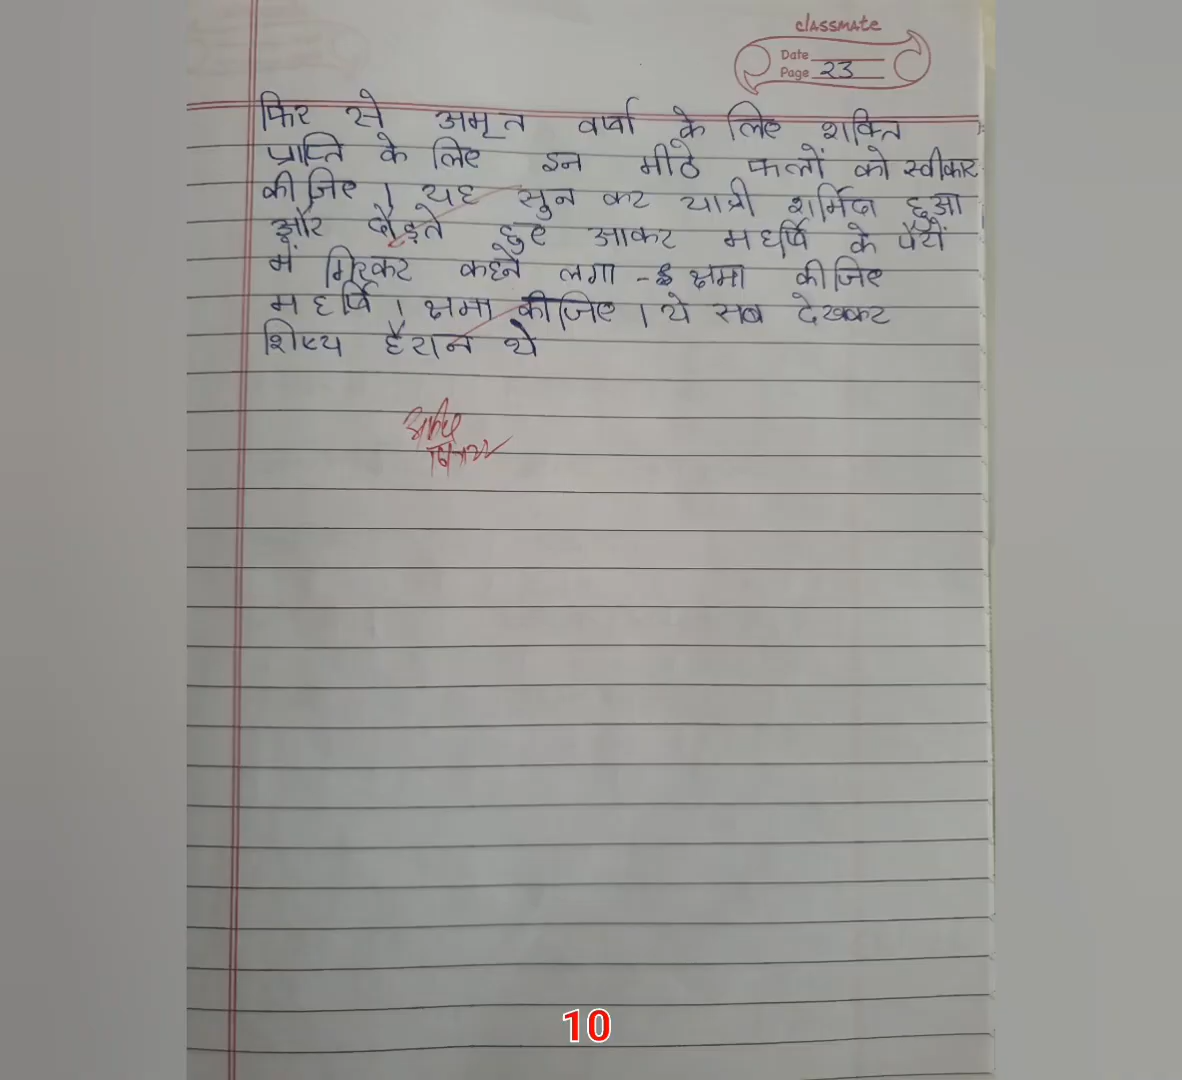 classmate
Date
Page 23
फिर से अमृत वर्षा के लिए शक्ति
प्राप्ति के लिए इन मीठे फलों को स्वीकार
कीजिए । यह सुन कर यात्री शर्मिदा हुआ
और दौड़ते हुए आकर महर्षि के पैरों
में गिरकर कहने लगा - क्षमा कीजिए
महर्षि । क्षमा कीजिए । ये सब देखकर
शिष्य हैरान थे
10